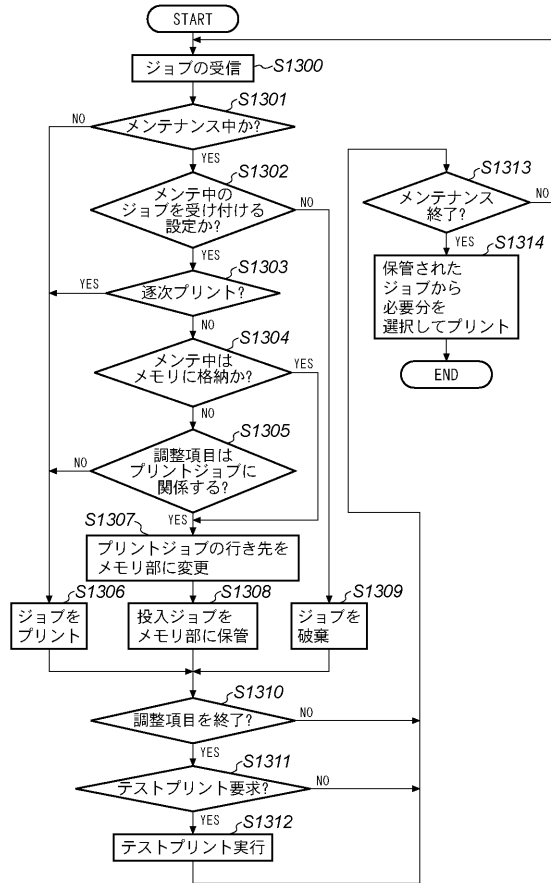 START
ジョブの受信
S1300
S1301
メンテナンス中か?
NO
YES
S1302
メンテ中の
ジョブを受け付ける
設定か?
NO
YES
S1303
逐次プリント?
YES
NO
S1304
メンテ中は
メモリに格納か?
YES
NO
S1305
調整項目は
プリントジョブに
関係する?
NO
YES
S1307
プリントジョブの行き先を
メモリ部に変更
S1306
ジョブを
プリント
S1308
投入ジョブを
メモリ部に保管
S1309
ジョブを
破棄
S1310
調整項目を終了?
NO
YES
S1311
テストプリント要求?
NO
YES
S1312
テストプリント実行
S1313
メンテナンス
終了?
NO
YES
S1314
保管された
ジョブから
必要分を
選択してプリント
END